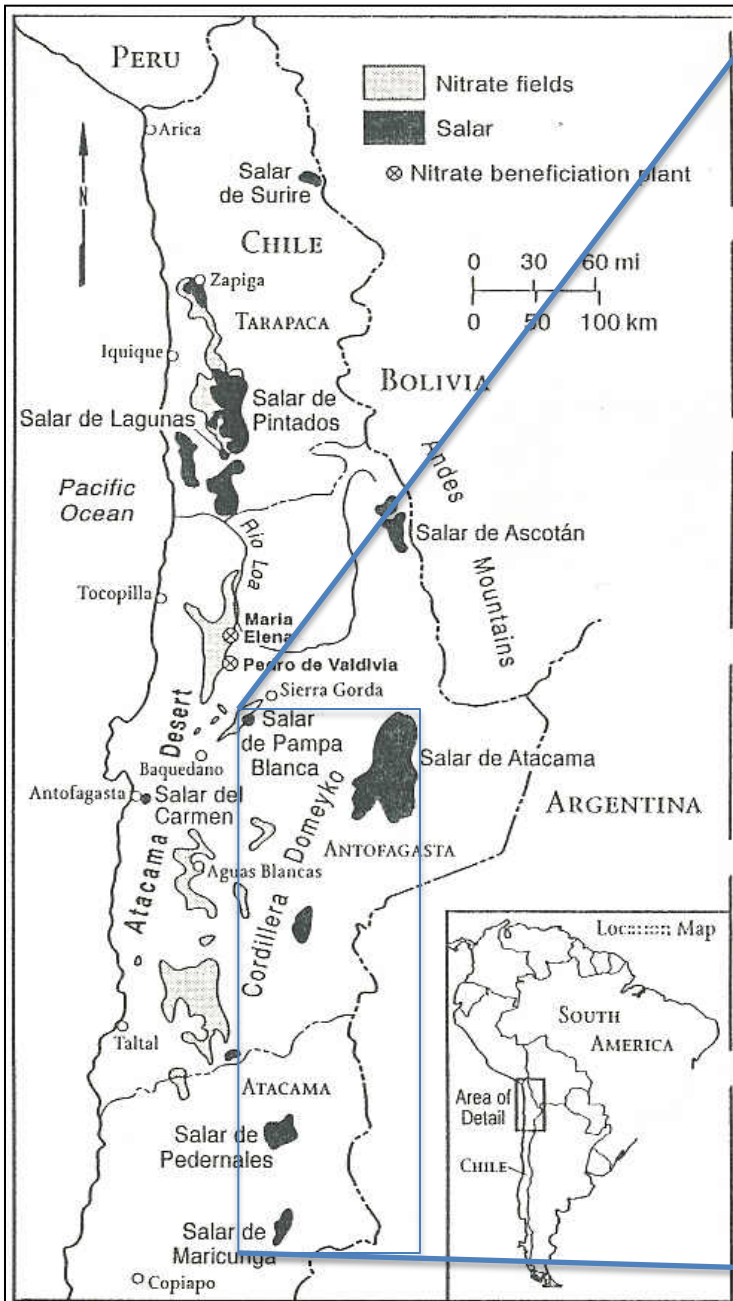 PERU
Nitrate fields
Salar
Nitrate beneficiation plant
Arica
N
Salar
de Surire
CHILE
0 30 60 mi
0 50 100 km
Zapiga
TARAPACA
Iquique
BOLIVIA
Salar de
Pintados
Salar de Lagunas
Andes
Mountains
Pacific
Ocean
Salar de Ascotán
Rio Loa
Tocopilla
Maria
Elena
Pedro de Valdivia
Sierra Gorda
Atacama Desert
Salar
de Pampa
Blanca
Baquedano
Salar de Atacama
Antofagasta
Salar del
Carmen
ARGENTINA
Cordillera Domeyko
ANTOFAGASTA
Aguas Blancas
Location Map
SOUTH
AMERICA
Taltal
ATACAMA
Area of
Detail
Salar de
Pedernales
CHILE
Salar de
Maricunga
Copiapo